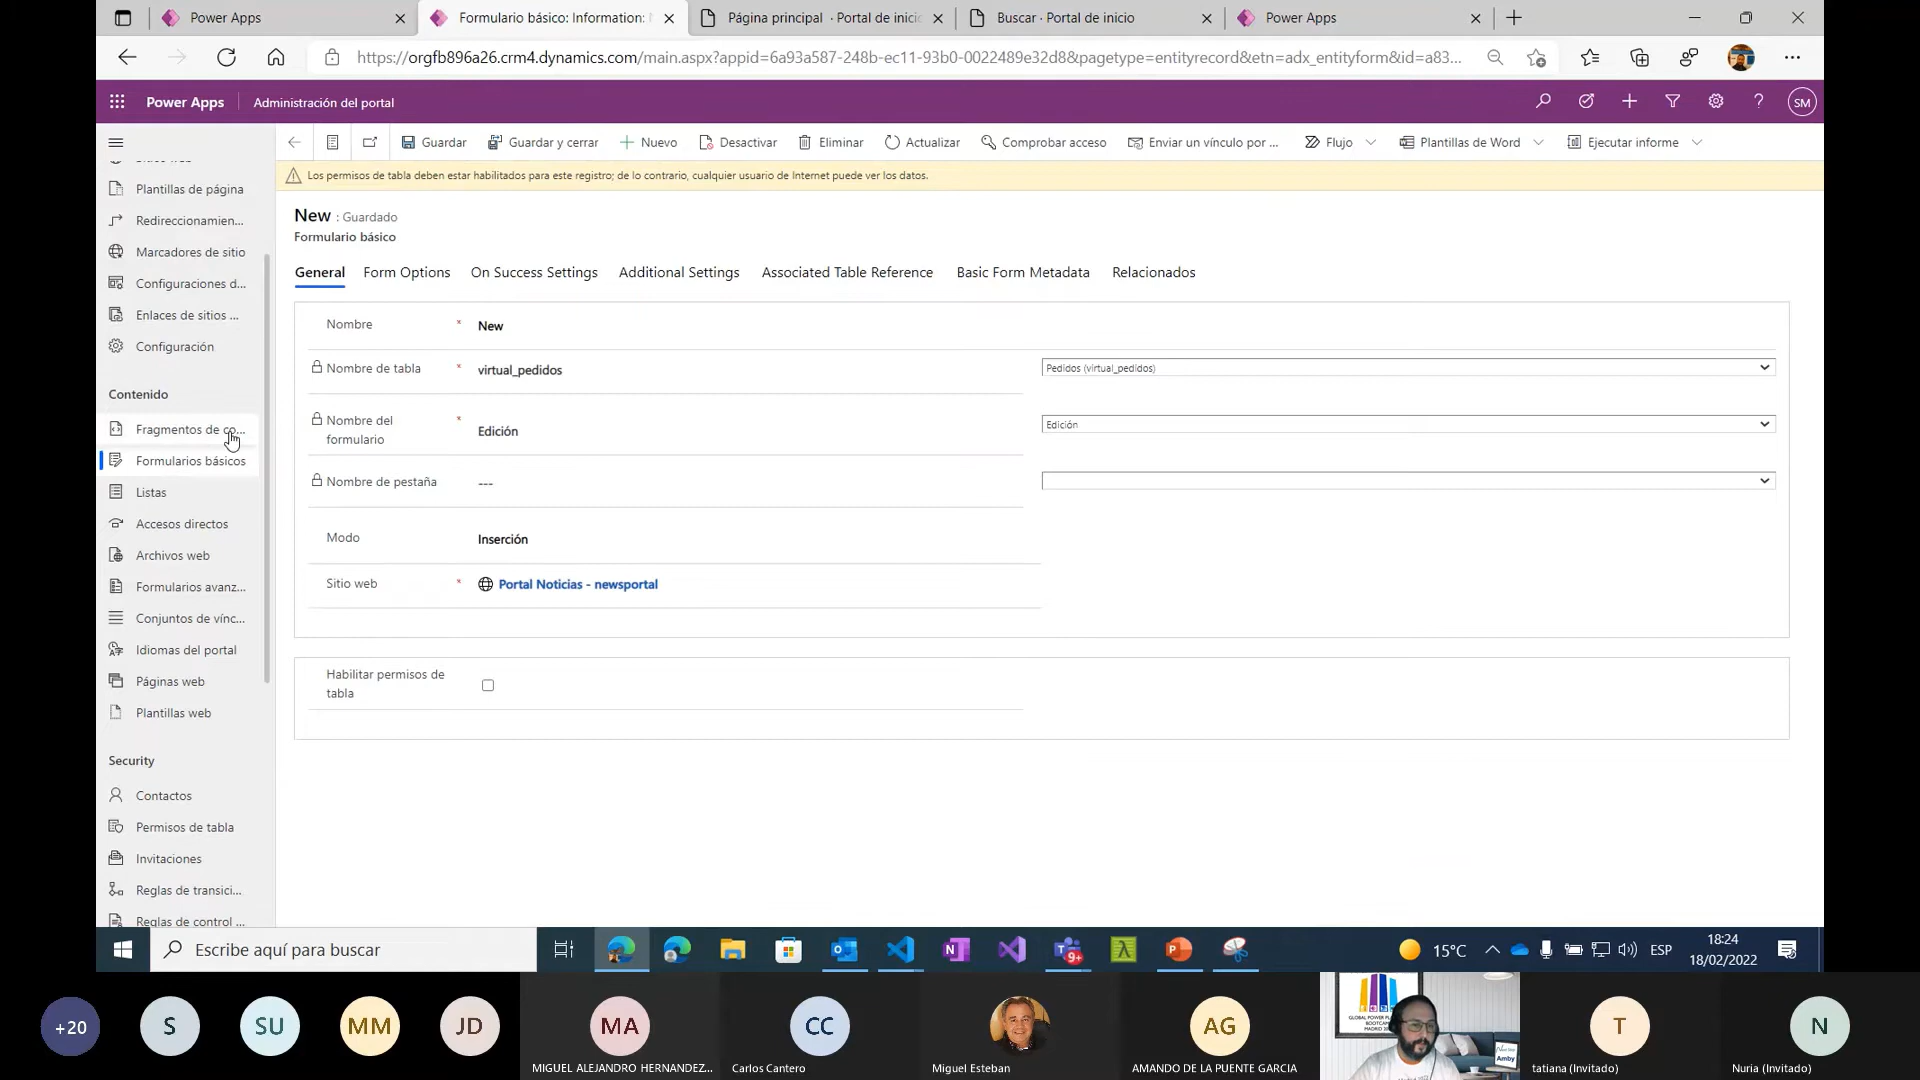 Power Apps
Formulario básico: Information:
Página principal · Portal de inici
Buscar · Portal de inicio
Power Apps
https://orgfb896a26.crm4.dynamics.com/main.aspx?appid=6a93a587-248b-ec11-93b0-0022489e32d8&pagetype=entityrecord&etn=adx_entityform&id=a83...
Power Apps
Administración del portal
SM
Guardar
Guardar y cerrar
Nuevo
Desactivar
Eliminar
Actualizar
Comprobar acceso
Enviar un vínculo por ...
Flujo
Plantillas de Word
Ejecutar informe
Los permisos de tabla deben estar habilitados para este registro; de lo contrario, cualquier usuario de Internet puede ver los datos.
Plantillas de página
Redireccionamien...
Marcadores de sitio
Configuraciones d...
Enlaces de sitios ...
Configuración
Contenido
Fragmentos de co...
Formularios básicos
Listas
Accesos directos
Archivos web
Formularios avanz...
Conjuntos de vínc...
Idiomas del portal
Páginas web
Plantillas web
Security
Contactos
Permisos de tabla
Invitaciones
Reglas de transici...
Reglas de control ...
New : Guardado
Formulario básico
General
Form Options
On Success Settings
Additional Settings
Associated Table Reference
Basic Form Metadata
Relacionados
Nombre * New
Nombre de tabla * virtual_pedidos
Pedidos (virtual_pedidos)
Nombre del
formulario
* Edición
Edición
Nombre de pestaña ---
Modo Inserción
Sitio web * Portal Noticias - newsportal
Habilitar permisos de
tabla
Escribe aquí para buscar
9+
15°C
ESP
18:24
18/02/2022
+20
S
SU
MM
JD
MA
MIGUEL ALEJANDRO HERNANDEZ...
CC
Carlos Cantero
Miguel Esteban
AG
AMANDO DE LA PUENTE GARCIA
T
tatiana (Invitado)
N
Nuria (Invitado)